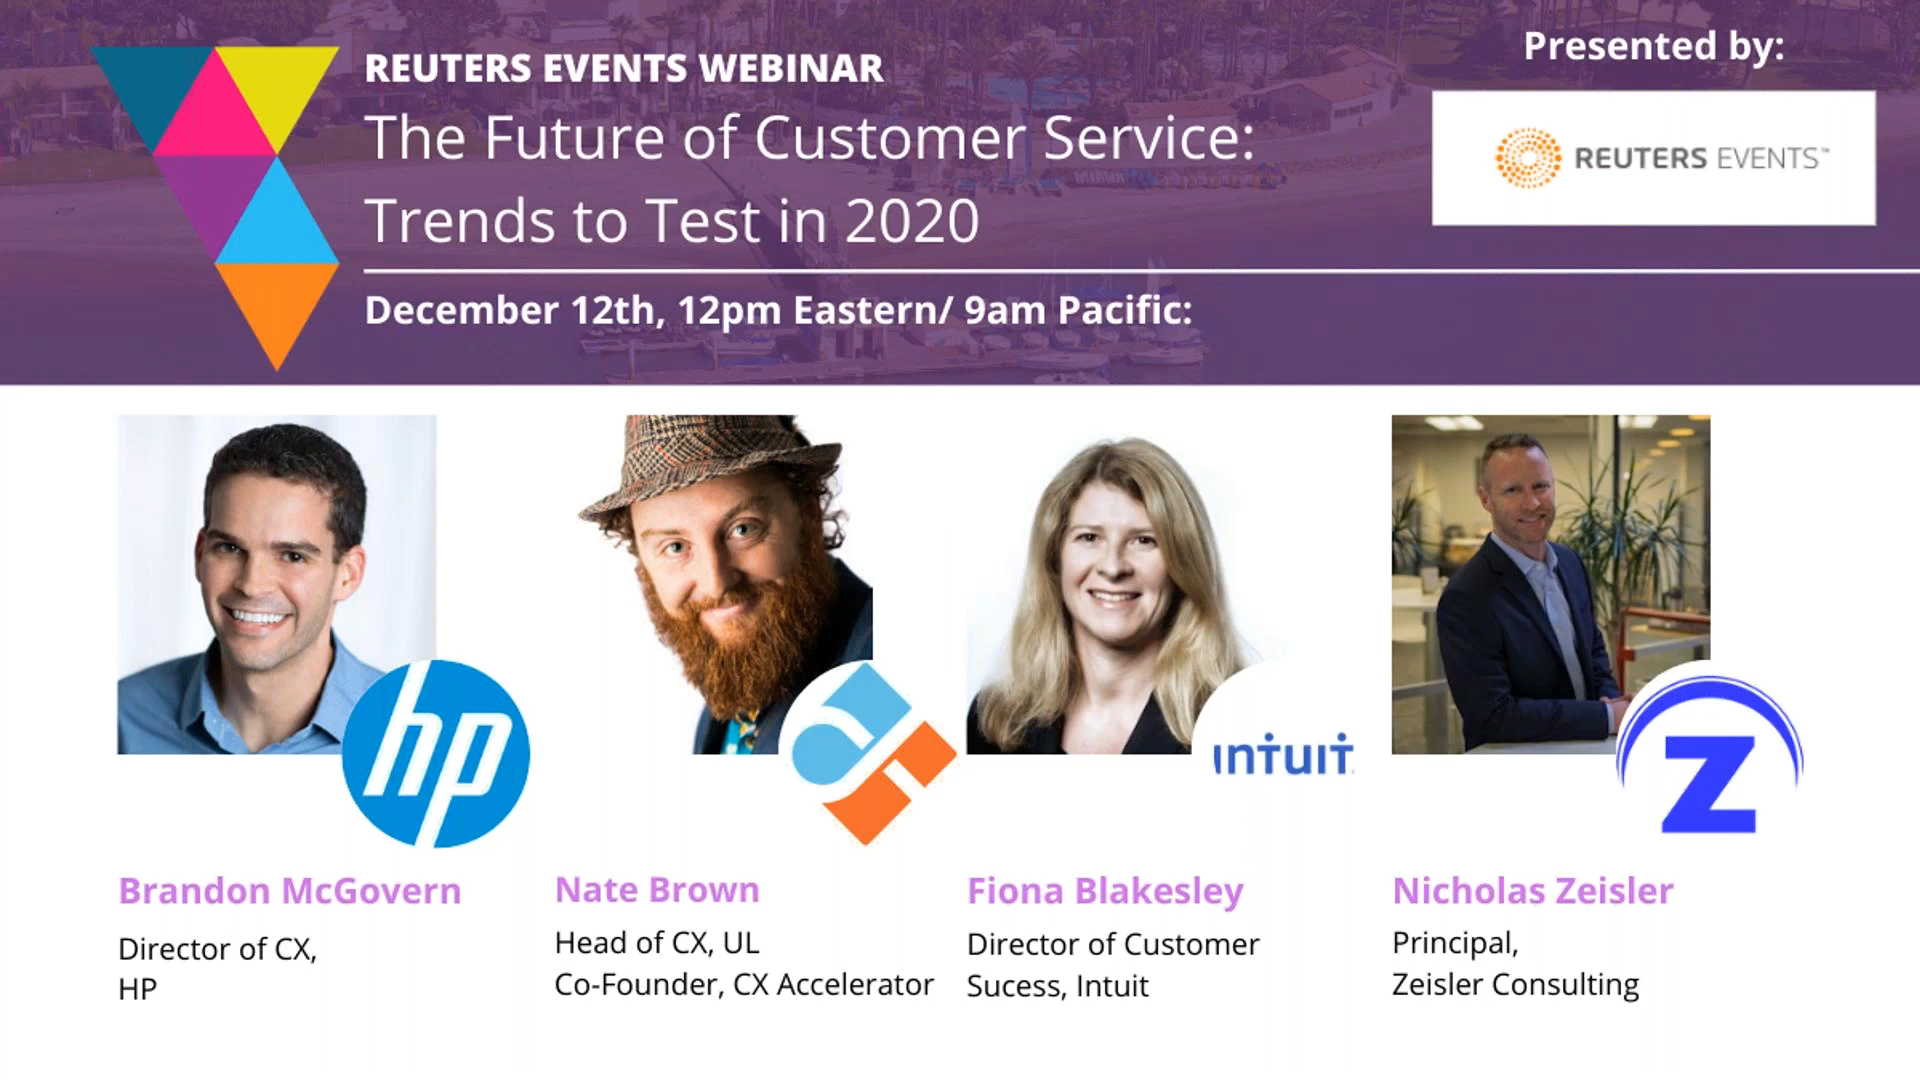 REUTERS EVENTS WEBINAR
The Future of Customer Service:
Trends to Test in 2020
December 12th, 12pm Eastern/ 9am Pacific:
Presented by:
REUTERS EVENTS™
hp
intuit
Z
Brandon McGovern
Director of CX,
HP
Nate Brown
Head of CX, UL
Co-Founder, CX Accelerator
Fiona Blakesley
Director of Customer
Sucess, Intuit
Nicholas Zeisler
Principal,
Zeisler Consulting